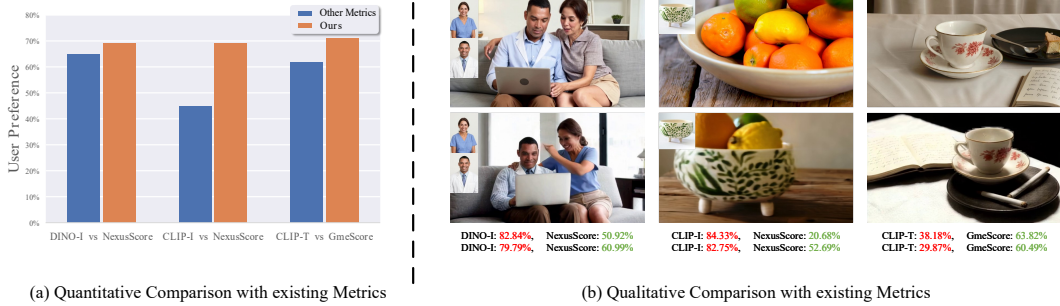 80%
70%
60%
50%
40%
30%
20%
10%
0%
User Preference
Other Metrics
Ours
DINO-I vs NexusScore
CLIP-I vs NexusScore
CLIP-T vs GmeScore
(a) Quantitative Comparison with existing Metrics
DINO-I: 82.84%, NexusScore: 50.92%
DINO-I: 79.79%, NexusScore: 60.99%
CLIP-I: 84.33%, NexusScore: 20.68%
CLIP-I: 82.75%, NexusScore: 52.69%
CLIP-T: 38.18%, GmeScore: 63.82%
CLIP-T: 29.87%, GmeScore: 60.49%
(b) Qualitative Comparison with existing Metrics